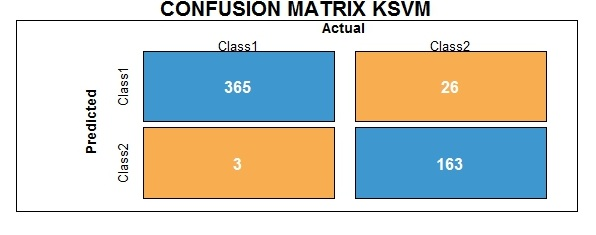 CONFUSION MATRIX KSVM
Actual
Class1 Class2
Predicted
Class1
365 26
Class2
3 163